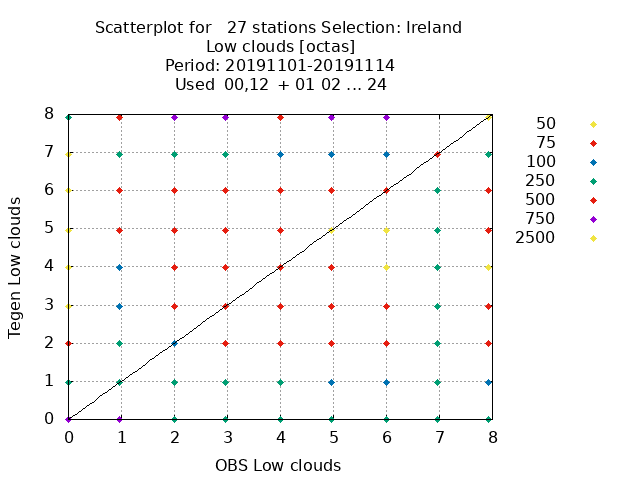 Scatterplot for   27 stations Selection: Ireland
Low clouds [octas]
Period: 20191101-20191114
Used  00,12  + 01 02 ... 24
8
7
6
5
4
3
2
1
0
0 1 2 3 4 5 6 7 8
Tegen Low clouds
OBS Low clouds
50
75
100
250
500
750
2500